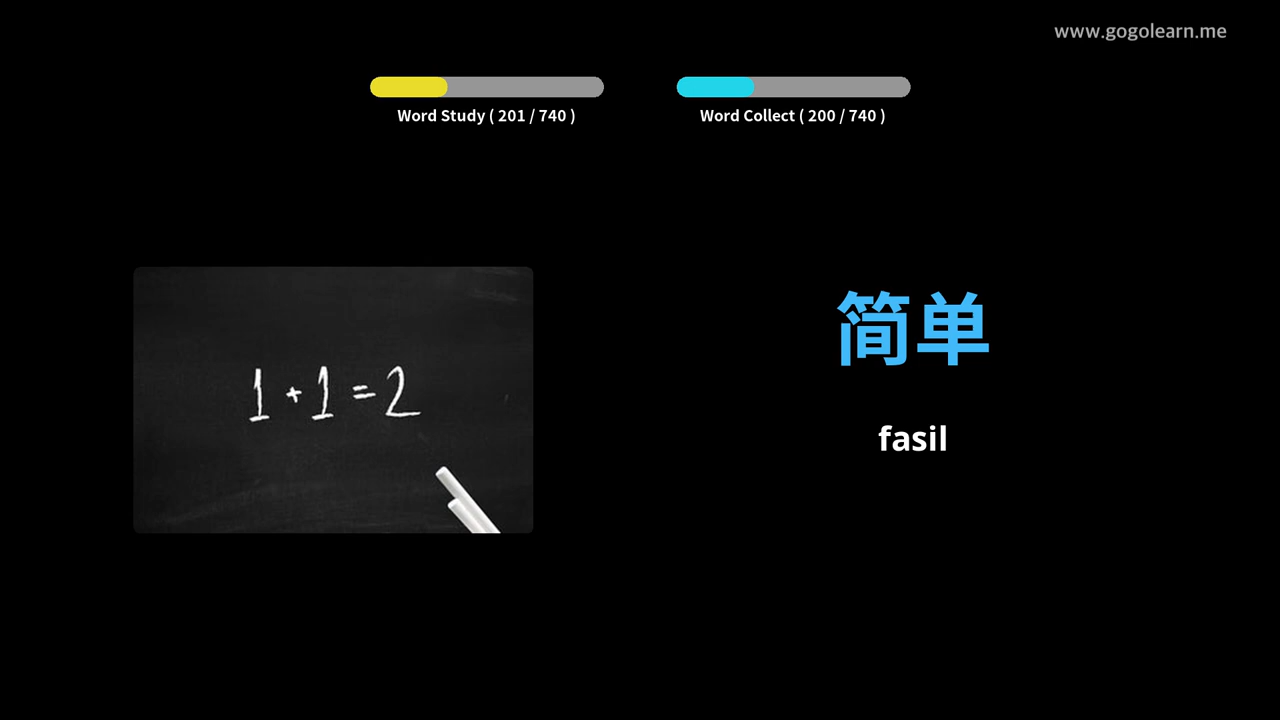 www.gogolearn.me
Word Study ( 201 / 740 )
Word Collect ( 200 / 740 )
1 + 1 = 2
简单
fasil